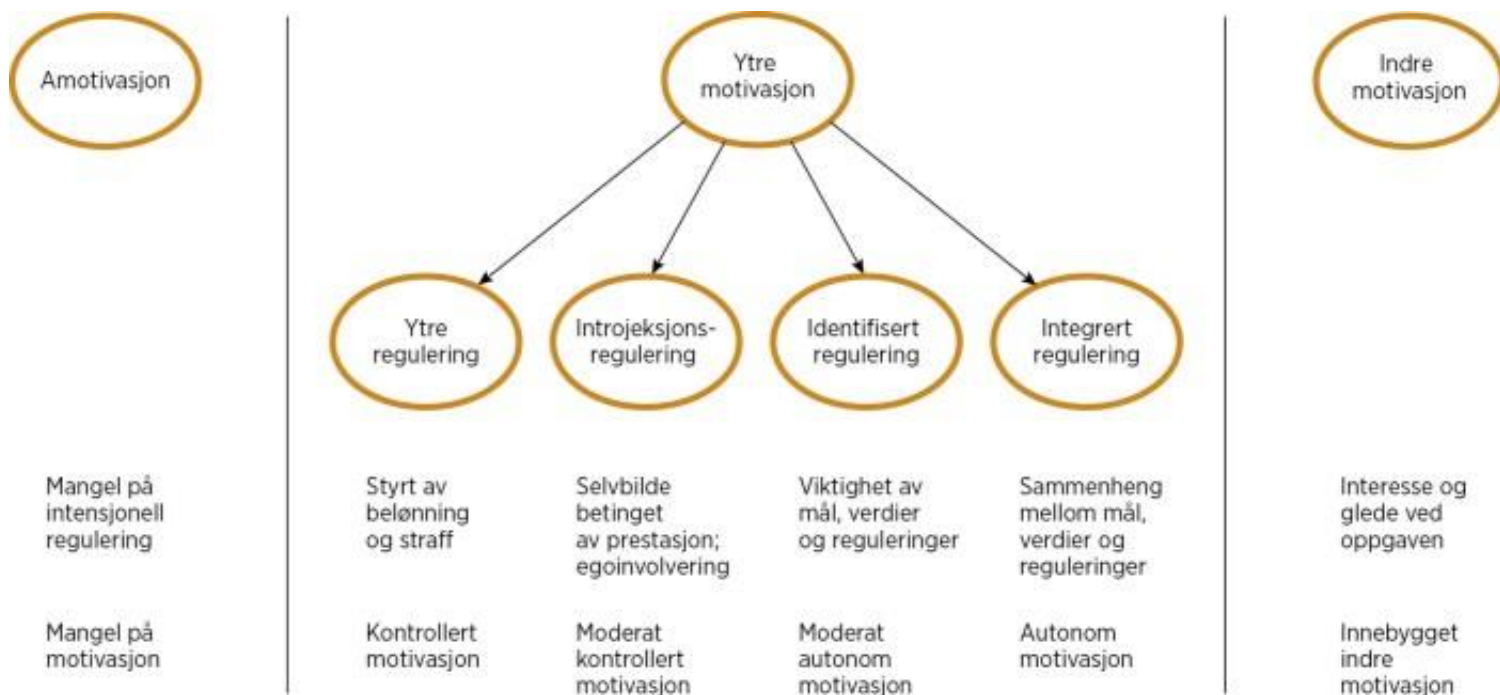 Amotivasjon
Ytre
motivasjon
Indre
motivasjon
Ytre
regulering
Introjeksjons-
regulering
Identifisert
regulering
Integrert
regulering
Mangel på
intensjonell
regulering
Styrt av
belønning
og straff
Selvbilde
betinget
av prestasjon;
egoinvolvering
Viktighet av
mål, verdier
og reguleringer
Sammenheng
mellom mål,
verdier og
reguleringer
Interesse og
glede ved
oppgaven
Mangel på
motivasjon
Kontrollert
motivasjon
Moderat
kontrollert
motivasjon
Moderat
autonom
motivasjon
Autonom
motivasjon
Innebygget
indre
motivasjon